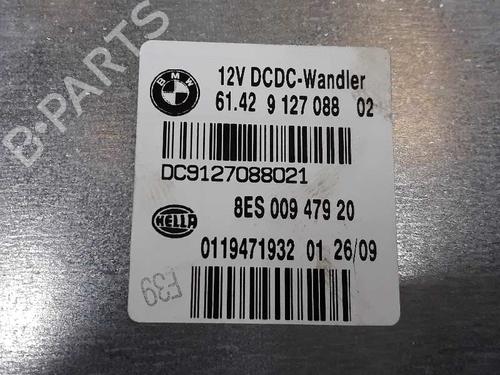 B-PARTS
BMW
12V DCDC-Wandler
61.42 9 127 088 02
DC9127088021
HELLA
8ES 009 479 20
0119471932 01 26/09
F39